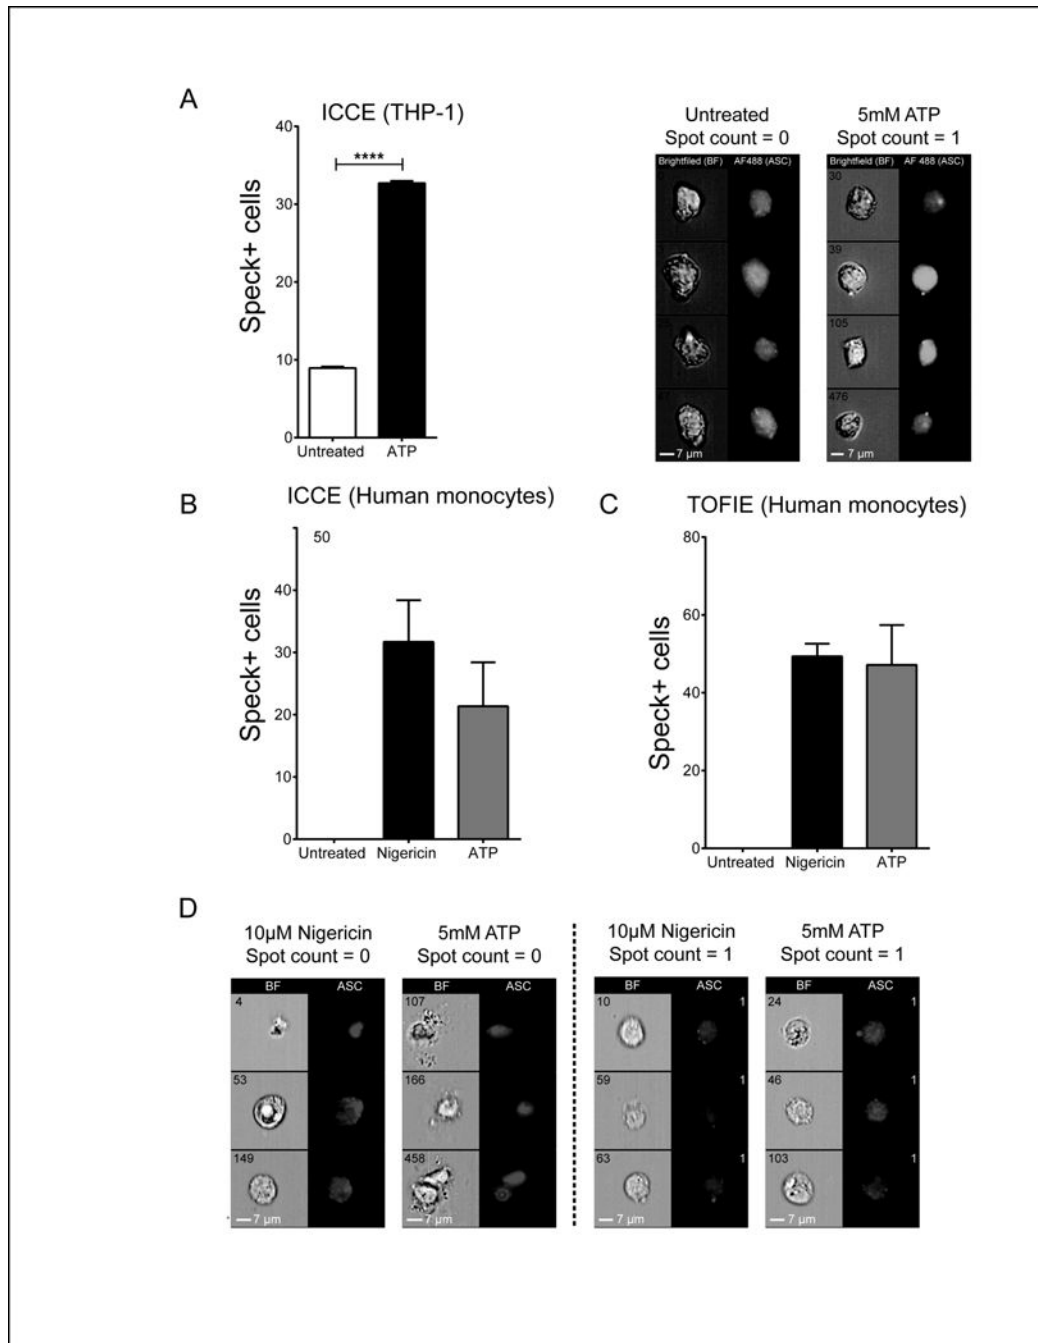 A
ICCE (THP-1)
Speck+ cells
40
30
20
10
0
****
Untreated
ATP
Untreated
Spot count = 0
Brightfiled (BF)
AF488 (ASC)
7 µm
5mM ATP
Spot count = 1
Brightfield (BF)
AF 488 (ASC)
30
39
105
476
7 µm
B
ICCE (Human monocytes)
Speck+ cells
50
40
30
20
10
0
Untreated
Nigericin
ATP
C
TOFIE (Human monocytes)
Speck+ cells
80
60
40
20
0
Untreated
Nigericin
ATP
D
10µM Nigericin
Spot count = 0
BF
ASC
4
53
149
7 µm
5mM ATP
Spot count = 0
BF
ASC
107
166
458
7 µm
10µM Nigericin
Spot count = 1
BF
ASC
10
1
59
1
63
1
7 µm
5mM ATP
Spot count = 1
BF
ASC
24
1
46
1
103
1
7 µm